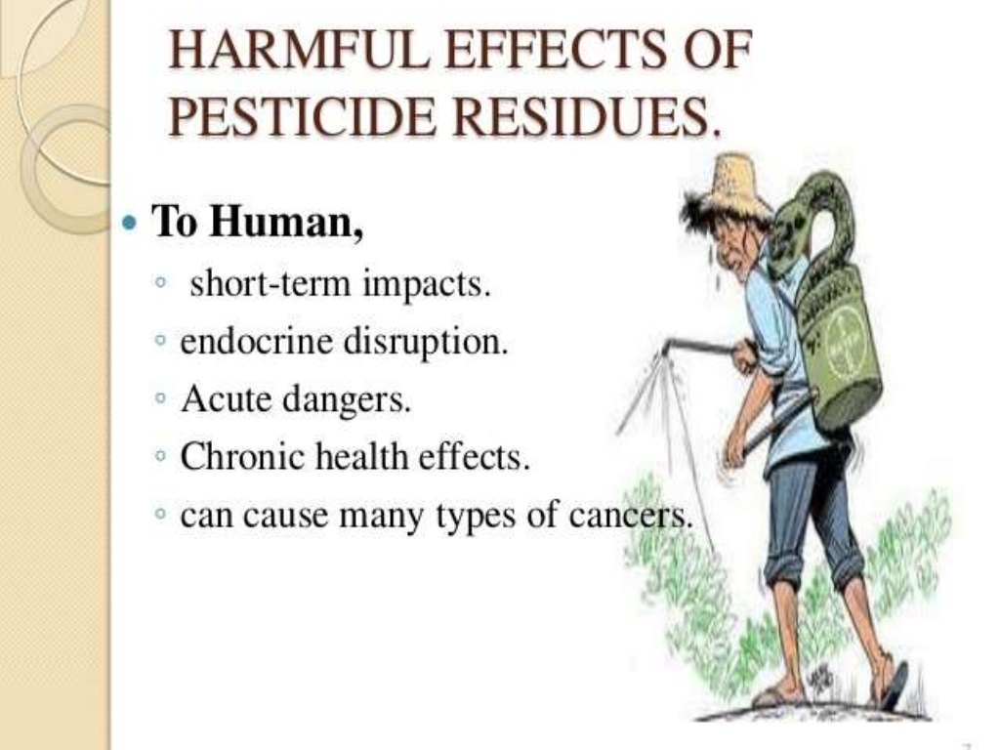 HARMFUL EFFECTS OF
PESTICIDE RESIDUES.
• To Human,
◦ short-term impacts.
◦ endocrine disruption.
◦ Acute dangers.
◦ Chronic health effects.
◦ can cause many types of cancers.